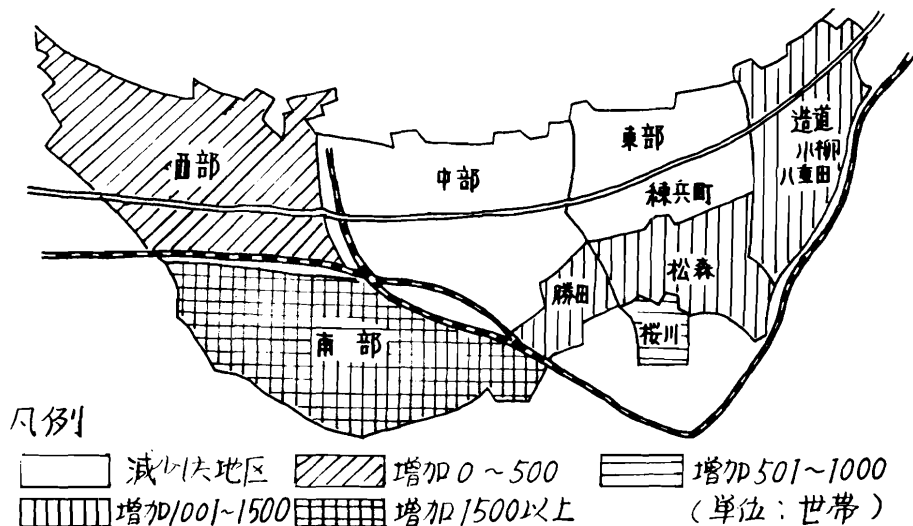 造道
小柳
八重田
東部
西部
中部
練兵町
松森
勝田
桜川
南部
凡例
減少した地区
増加0～500
増加501～1000
増加1001～1500
増加1500以上
(単位：世帯)